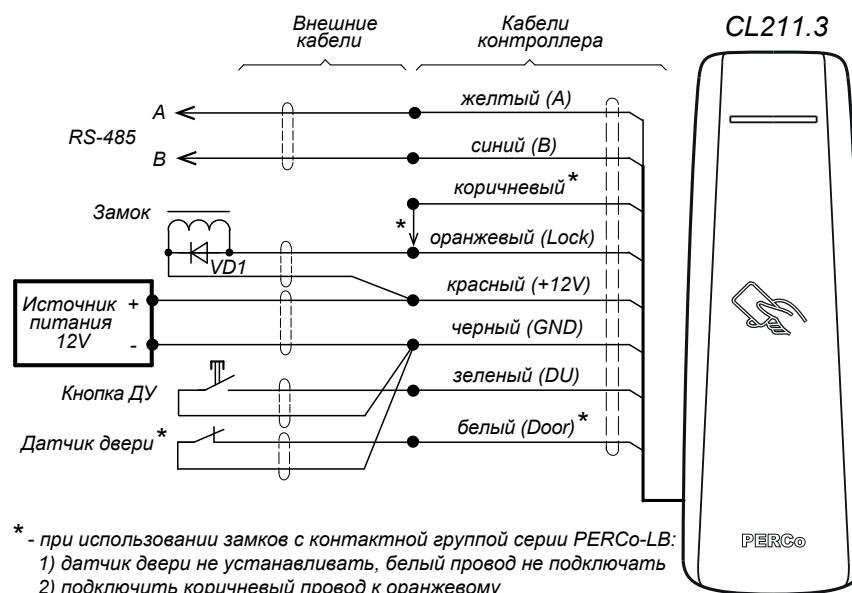 Внешние кабели
Кабели контроллера
CL211.3
A
желтый (A)
RS-485
B
синий (B)
коричневый*
Замок
*
оранжевый (Lock)
VD1
красный (+12V)
Источник питания 12V
+
-
черный (GND)
зеленый (DU)
Кнопка ДУ
белый (Door)*
Датчик двери*
PERCo
* - при использовании замков с контактной группой серии PERCo-LB:
1) датчик двери не устанавливать, белый провод не подключать
2) подключить коричневый провод к оранжевому